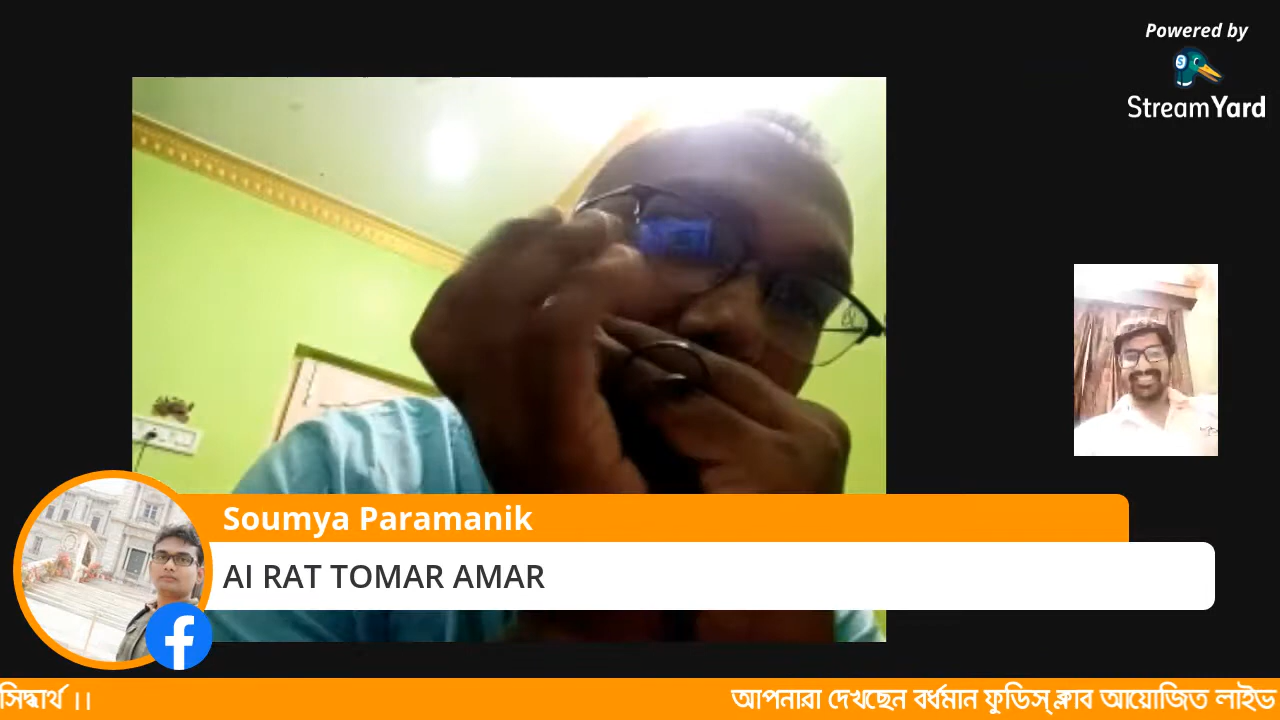 Powered by
StreamYard
Soumya Paramanik
AI RAT TOMAR AMAR
সিদ্ধার্থ ।। আপনারা দেখছেন বর্ধমান ফুডিস্ ক্লাব আয়োজিত লাইভ